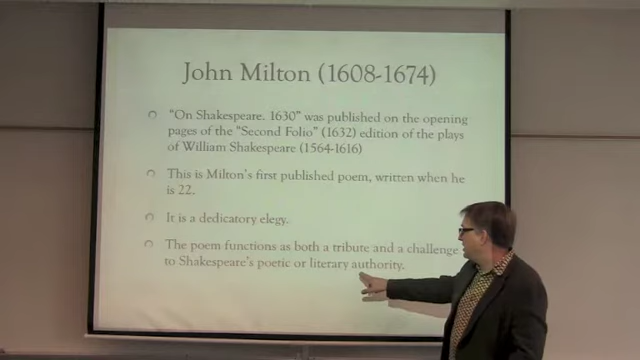 John Milton (1608-1674)
"On Shakespeare. 1630" was published on the opening
pages of the "Second Folio" (1632) edition of the plays
of William Shakespeare (1564-1616)
This is Milton's first published poem, written when he
is 22.
It is a dedicatory elegy.
The poem functions as both a tribute and a challenge
to Shakespeare's poetic or literary authority.